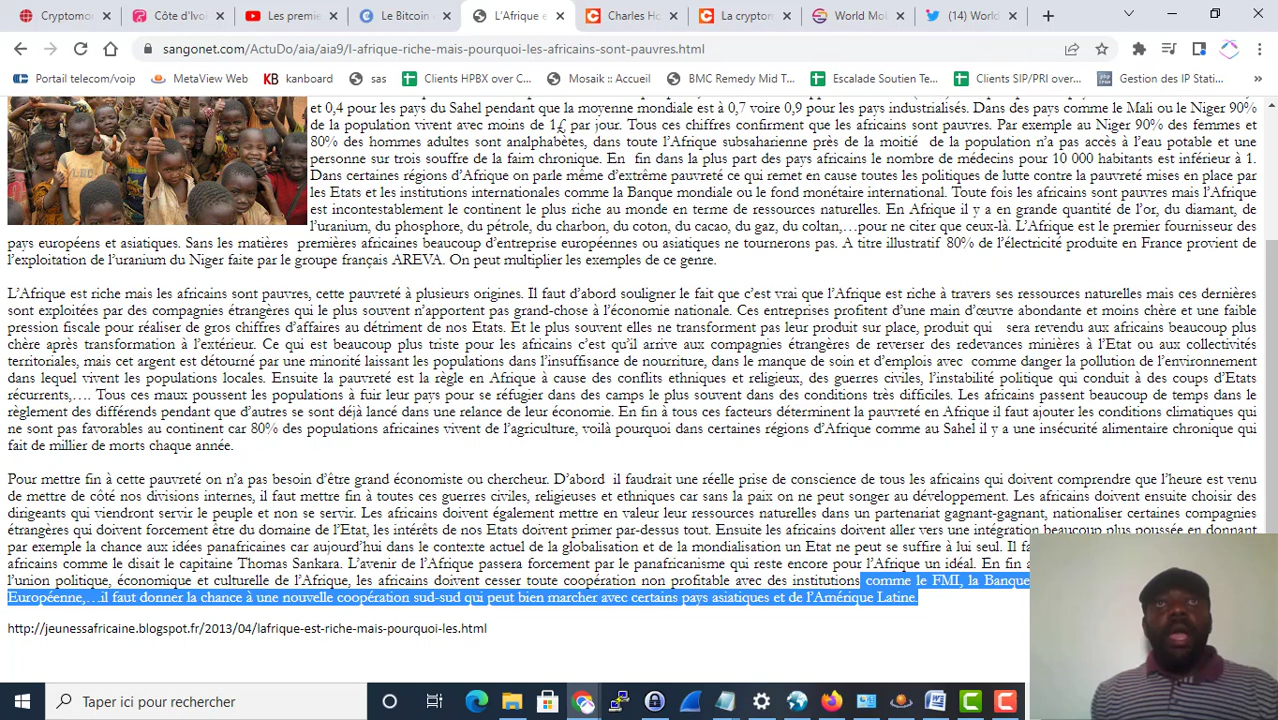 Cryptomon
Côte d'Ivoi
Les premie
Le Bitcoin
L'Afrique e
Charles Ho
La cryptom
World Mob
(14) World
sangonet.com/ActuDo/aia/aia9/l-afrique-riche-mais-pourquoi-les-africains-sont-pauvres.html
Portail telecom/voip
MetaView Web
kanboard
sas
Clients HPBX over C...
Mosaik :: Accueil
BMC Remedy Mid T...
Escalade Soutien Te...
Clients SIP/PRI over...
Gestion des IP Stati...
et 0,4 pour les pays du Sahel pendant que la moyenne mondiale est à 0,7 voire 0,9 pour les pays industrialisés. Dans des pays comme le Mali ou le Niger 90%
de la population vivent avec moins de 1£ par jour. Tous ces chiffres confirment que les africains sont pauvres. Par exemple au Niger 90% des femmes et
80% des hommes adultes sont analphabètes, dans toute l'Afrique subsaharienne près de la moitié de la population n'a pas accès à l'eau potable et une
personne sur trois souffre de la faim chronique. En fin dans la plus part des pays africains le nombre de médecins pour 10 000 habitants est inférieur à 1.
Dans certaines régions d'Afrique on parle même d'extrême pauvreté ce qui remet en cause toutes les politiques de lutte contre la pauvreté mises en place par
les Etats et les institutions internationales comme la Banque mondiale ou le fond monétaire international. Toute fois les africains sont pauvres mais l'Afrique
est incontestablement le continent le plus riche au monde en terme de ressources naturelles. En Afrique il y a en grande quantité de l'or, du diamant, de
l'uranium, du phosphore, du pétrole, du charbon, du coton, du cacao, du gaz, du coltan,...pour ne citer que ceux-là. L'Afrique est le premier fournisseur des
pays européens et asiatiques. Sans les matières premières africaines beaucoup d'entreprise européennes ou asiatiques ne tournerons pas. A titre illustratif 80% de l'électricité produite en France provient de
l'exploitation de l'uranium du Niger faite par le groupe français AREVA. On peut multiplier les exemples de ce genre.
L'Afrique est riche mais les africains sont pauvres, cette pauvreté à plusieurs origines. Il faut d'abord souligner le fait que c'est vrai que l'Afrique est riche à travers ses ressources naturelles mais ces dernières
sont exploitées par des compagnies étrangères qui le plus souvent n'apportent pas grand-chose à l'économie nationale. Ces entreprises profitent d'une main d'œuvre abondante et moins chère et une faible
pression fiscale pour réaliser de gros chiffres d'affaires au détriment de nos Etats. Et le plus souvent elles ne transforment pas leur produit sur place, produit qui sera revendu aux africains beaucoup plus
chère après transformation à l'extérieur. Ce qui est beaucoup plus triste pour les africains c'est qu'il arrive aux compagnies étrangères de reverser des redevances minières à l'Etat ou aux collectivités
territoriales, mais cet argent est détourné par une minorité laissant les populations dans l'insuffisance de nourriture, dans le manque de soin et d'emplois avec comme danger la pollution de l'environnement
dans lequel vivent les populations locales. Ensuite la pauvreté est la règle en Afrique à cause des conflits ethniques et religieux, des guerres civiles, l'instabilité politique qui conduit à des coups d'Etats
récurrents,.... Tous ces maux poussent les populations à fuir leur pays pour se réfugier dans des camps le plus souvent dans des conditions très difficiles. Les africains passent beaucoup de temps dans le
règlement des différends pendant que d'autres se sont déjà lancé dans une relance de leur économie. En fin à tous ces facteurs déterminent la pauvreté en Afrique il faut ajouter les conditions climatiques qui
ne sont pas favorables au continent car 80% des populations africaines vivent de l'agriculture, voilà pourquoi dans certaines régions d'Afrique comme au Sahel il y a une insécurité alimentaire chronique qui
fait de millier de morts chaque année.
Pour mettre fin à cette pauvreté on n'a pas besoin d'être grand économiste ou chercheur. D'abord il faudrait une réelle prise de conscience de tous les africains qui doivent comprendre que l'heure est venu
de mettre de côté nos divisions internes, il faut mettre fin à toutes ces guerres civiles, religieuses et ethniques car sans la paix on ne peut songer au développement. Les africains doivent ensuite choisir des
dirigeants qui viendront servir le peuple et non se servir. Les africains doivent également mettre en valeur leur ressources naturelles dans un partenariat gagnant-gagnant, nationaliser certaines compagnies
étrangères qui doivent forcement être du domaine de l'Etat, les intérêts de nos Etats doivent primer par-dessus tout. Ensuite les africains doivent aller vers une intégration beaucoup plus poussée en donnant
par exemple la chance aux idées panafricaines car aujourd'hui dans le contexte actuel de la globalisation et de la mondialisation un Etat ne peut se suffire à lui seul. Il
africains comme le disait le capitaine Thomas Sankara. L'avenir de l'Afrique passera forcement par le panafricanisme qui reste encore pour l'Afrique un idéal. En fin
l'union politique, économique et culturelle de l'Afrique, les africains doivent cesser toute coopération non profitable avec des institutions comme le FMI, la Banque
Européenne,...il faut donner la chance à une nouvelle coopération sud-sud qui peut bien marcher avec certains pays asiatiques et de l'Amérique Latine.
http://jeunessafricaine.blogspot.fr/2013/04/lafrique-est-riche-mais-pourquoi-les.html
Taper ici pour rechercher